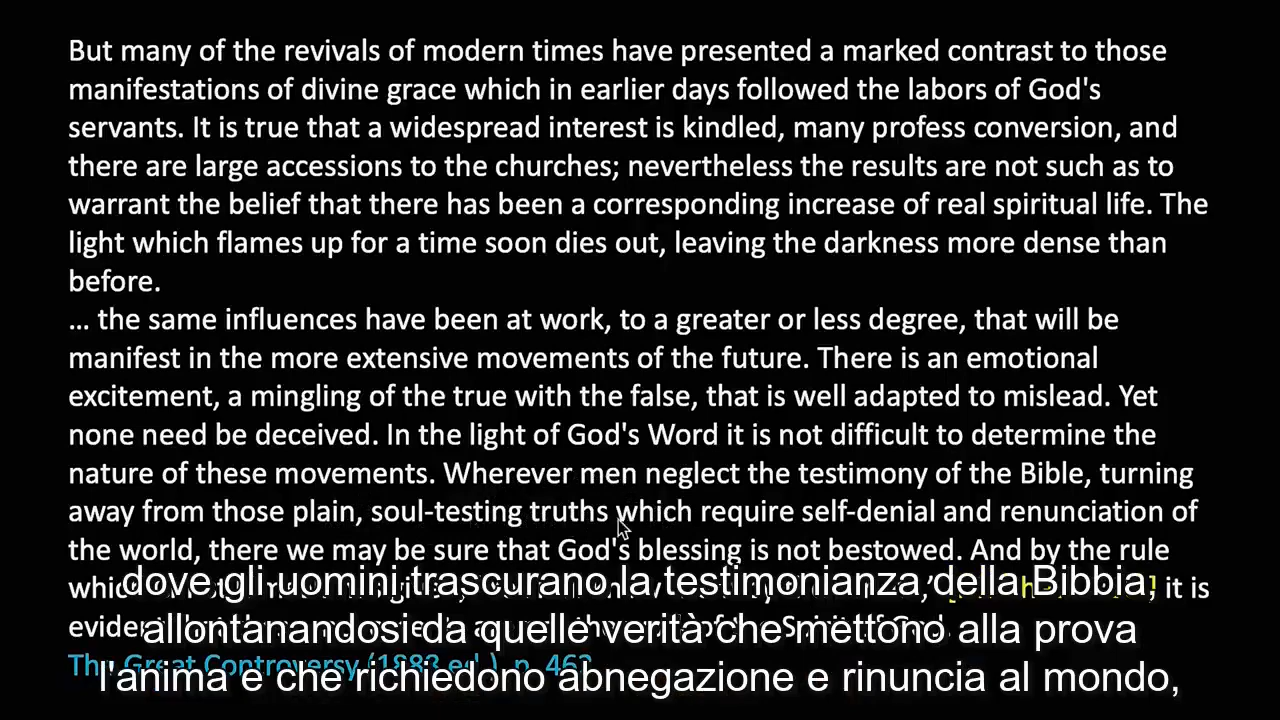 But many of the revivals of modern times have presented a marked contrast to those
manifestations of divine grace which in earlier days followed the labors of God's
servants. It is true that a widespread interest is kindled, many profess conversion, and
there are large accessions to the churches; nevertheless the results are not such as to
warrant the belief that there has been a corresponding increase of real spiritual life. The
light which flames up for a time soon dies out, leaving the darkness more dense than
before.
... the same influences have been at work, to a greater or less degree, that will be
manifest in the more extensive movements of the future. There is an emotional
excitement, a mingling of the true with the false, that is well adapted to mislead. Yet
none need be deceived. In the light of God's Word it is not difficult to determine the
nature of these movements. Wherever men neglect the testimony of the Bible, turning
away from those plain, soul-testing truths which require self-denial and renunciation of
the world, there we may be sure that God's blessing is not bestowed. And by the rule
it is
The Great Controversy (1883 ed.), p. 463
dove gli uomini trascurano la testimonianza della Bibbia,
allontanandosi da quelle verità che mettono alla prova
l'anima e che richiedono abnegazione e rinuncia al mondo,